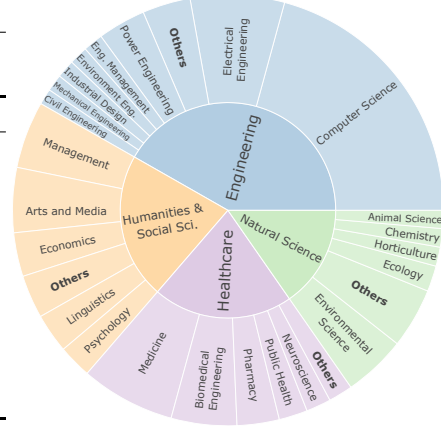 Engineering
Computer Science
Electrical
Engineering
Others
Power Engineering
Eng. Management
Environment Eng.
Industrial Design
Mechanical Engineering
Civil Engineering
Humanities &
Social Sci.
Management
Arts and Media
Economics
Others
Linguistics
Psychology
Healthcare
Medicine
Biomedical
Engineering
Pharmacy
Public Health
Neuroscience
Others
Natural Science
Environmental
Science
Others
Ecology
Horticulture
Chemistry
Animal Science